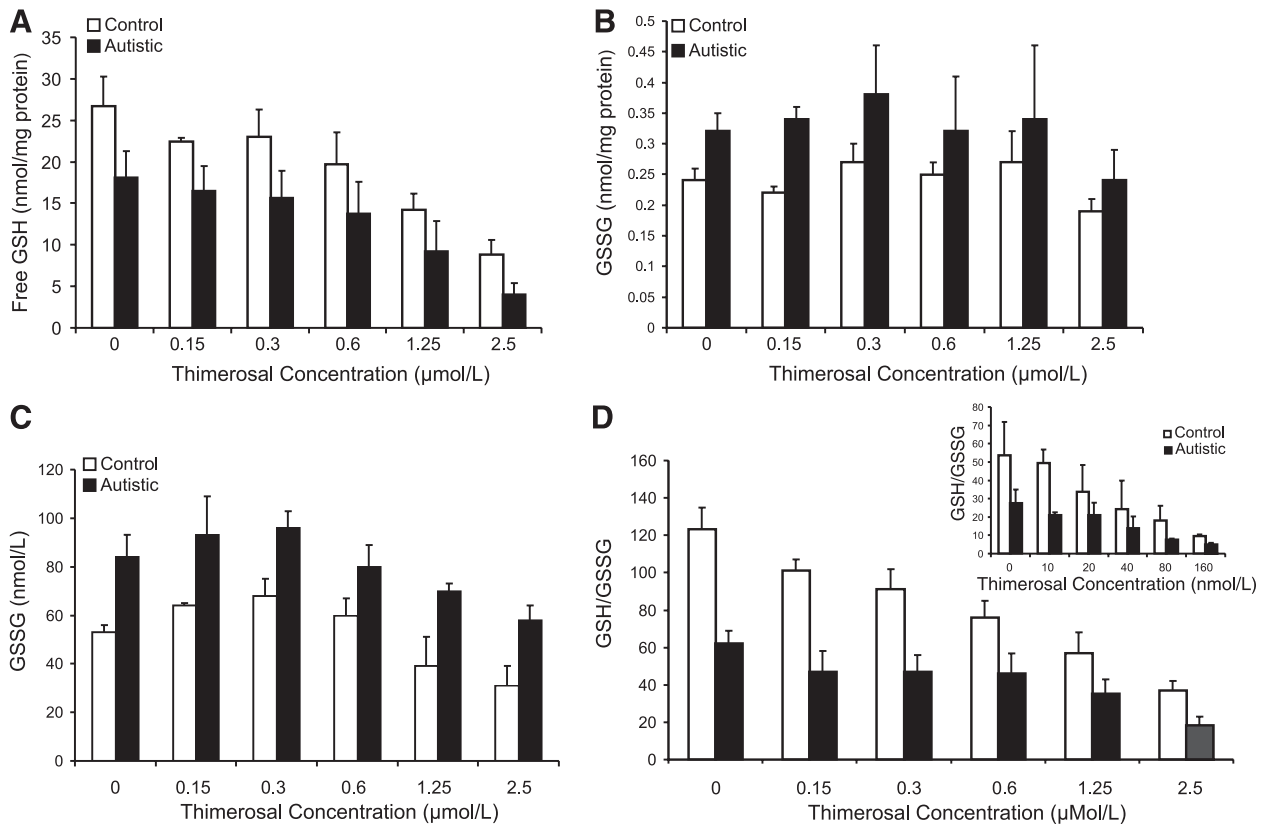 A
Control
Autistic
Free GSH (nmol/mg protein)
35
30
25
20
15
10
5
0
0 0.15 0.3 0.6 1.25 2.5
Thimerosal Concentration (µmol/L)
B
Control
Autistic
GSSG (nmol/mg protein)
0.5
0.45
0.4
0.35
0.3
0.25
0.2
0.15
0.1
0.05
0
0 0.15 0.3 0.6 1.25 2.5
Thimerosal Concentration (µmol/L)
C
Control
Autistic
GSSG (nmol/L)
120
100
80
60
40
20
0
0 0.15 0.3 0.6 1.25 2.5
Thimerosal Concentration (µmol/L)
D
GSH/GSSG
160
140
120
100
80
60
40
20
0
0 0.15 0.3 0.6 1.25 2.5
Thimerosal Concentration (µMol/L)
Control
Autistic
GSH/GSSG
80
70
60
50
40
30
20
10
0
0 10 20 40 80 160
Thimerosal Concentration (nmol/L)